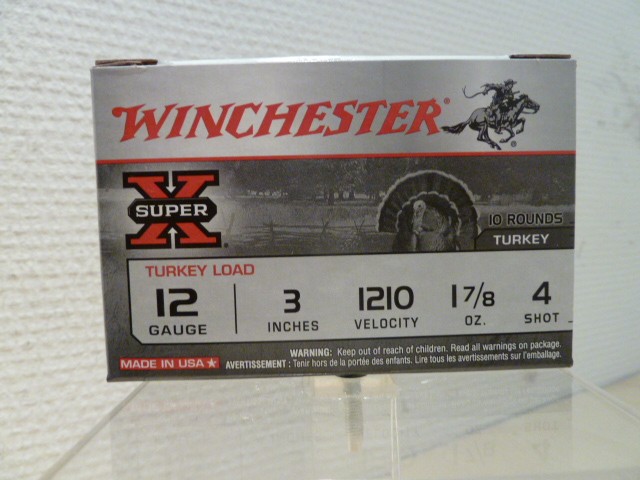 WINCHESTER®
SUPER X®
10 ROUNDS
TURKEY
TURKEY LOAD
12 3 1210 1 7/8 4
GAUGE INCHES VELOCITY OZ. SHOT
WARNING: Keep out of reach of children. Read all warnings on package.
MADE IN USA ★ AVERTISSEMENT : Tenir hors de la portée des enfants. Lire tous les avertissements sur l'emballage.